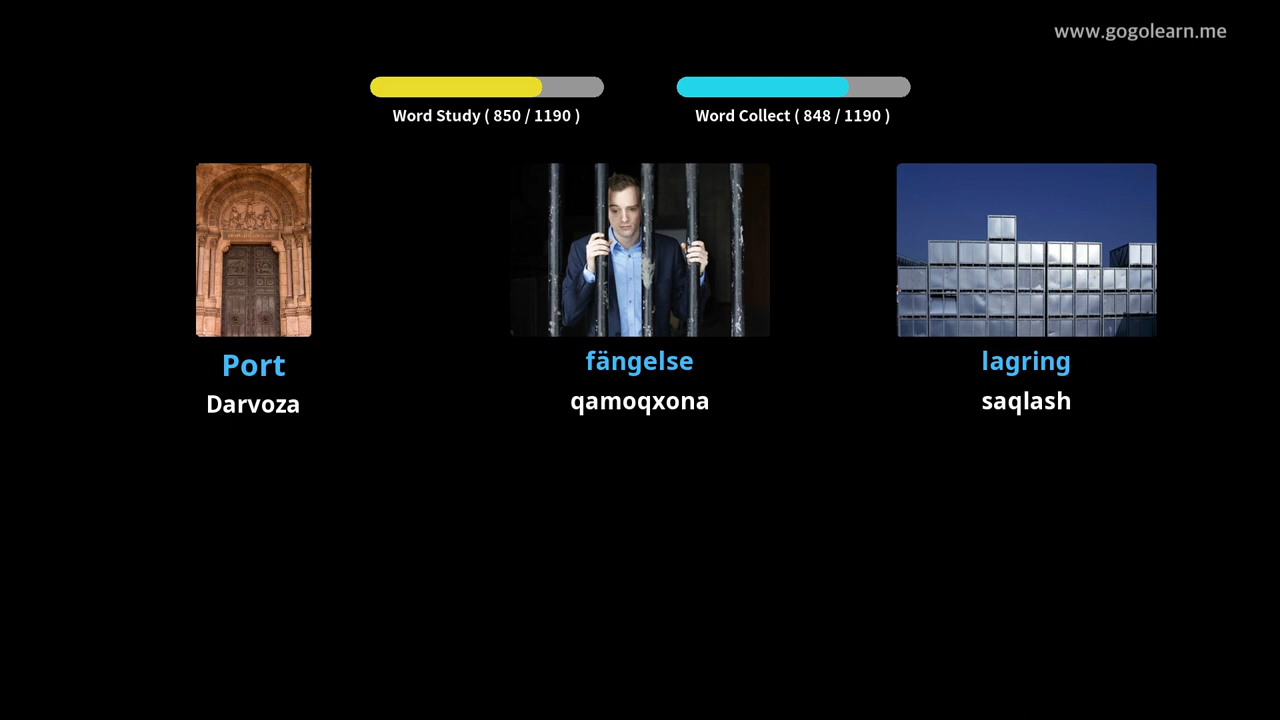 www.gogolearn.me
Word Study ( 850 / 1190 )
Word Collect ( 848 / 1190 )
Port
Darvoza
fängelse
qamoqxona
lagring
saqlash